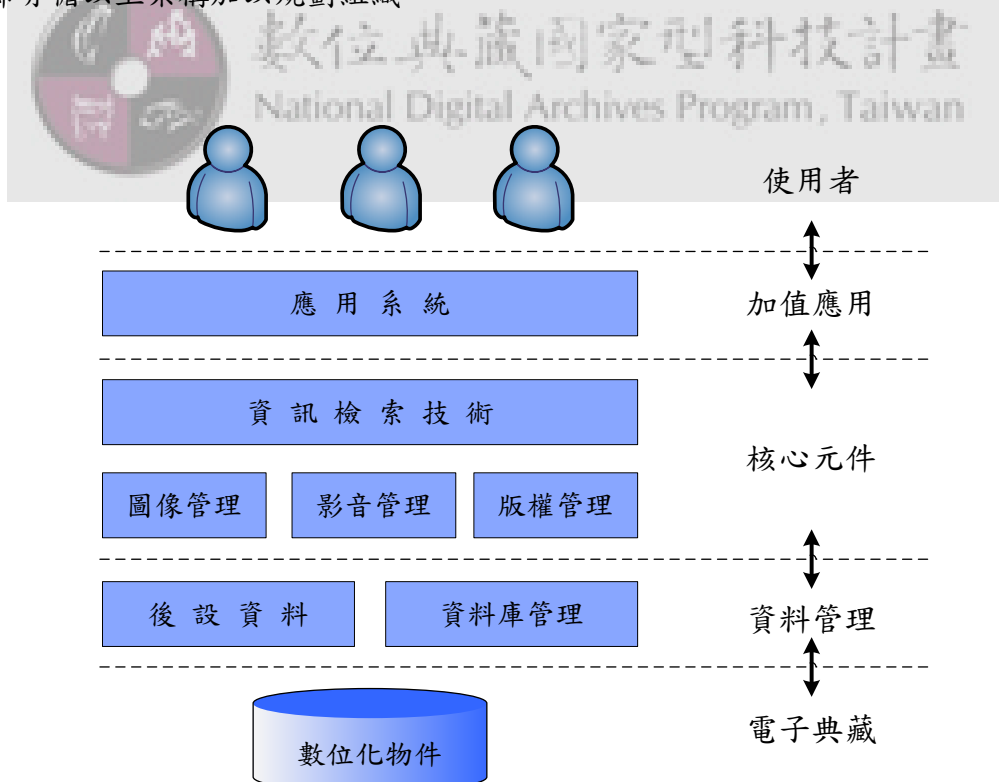 數位典藏國家型科技計畫
National Digital Archives Program, Taiwan
使用者
應用系統
加值應用
資訊檢索技術
核心元件
圖像管理 影音管理 版權管理
後設資料 資料庫管理
資料管理
電子典藏
數位化物件